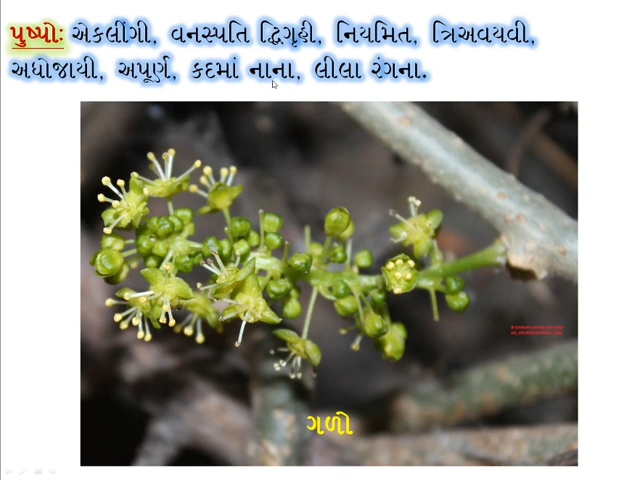 પુષ્પો: એકલીંગી, વનસ્પતિ દ્વિગૃહી, નિયમિત, ત્રિઅવયવી,
અધોજાયી, અપૂર્ણ, કદમાં નાના, લીલા રંગના.
ગળો